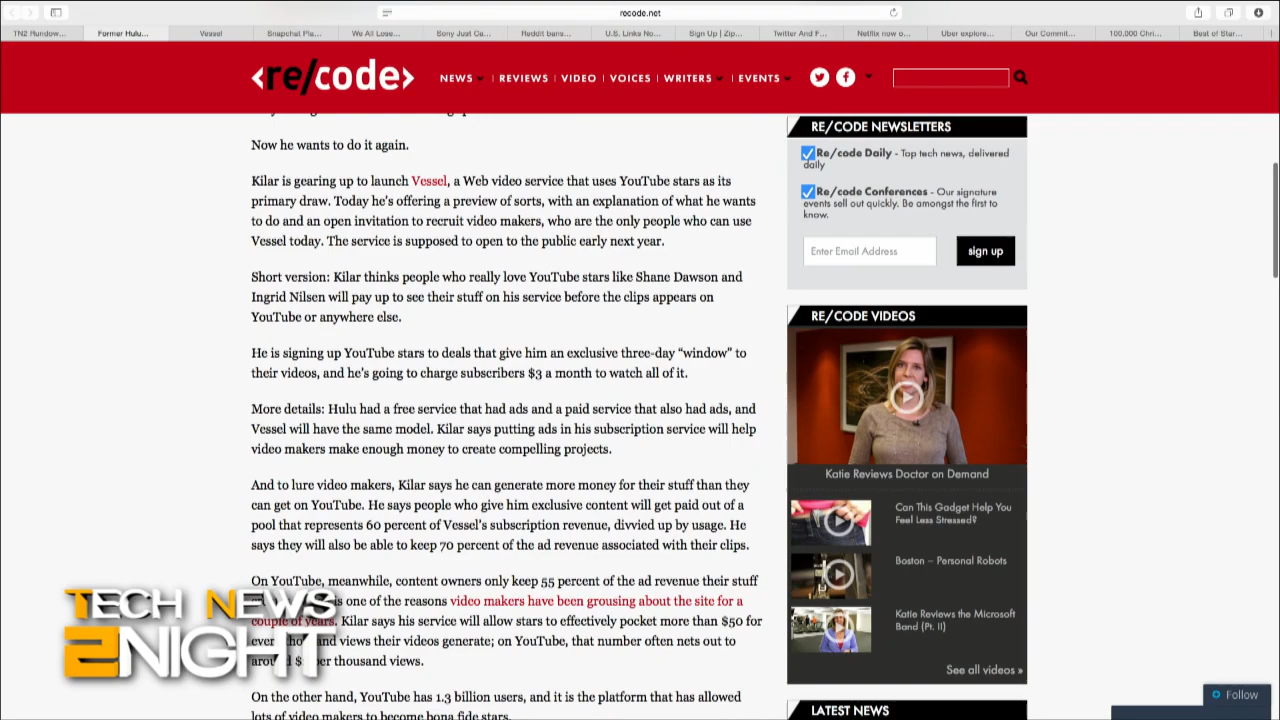 recode.net
TN2 Rundow...
Former Hulu...
Vessel
Snapchat Pla...
We All Lose...
Sony Just Ca...
Reddit bans...
U.S. Links No...
Sign Up | Zip...
Twitter And F...
Netflix now o...
Uber explore...
Our Commit...
100,000 Chri...
Best of Star...
<re/code>
NEWS
REVIEWS
VIDEO
VOICES
WRITERS
EVENTS
Now he wants to do it again.
Kilar is gearing up to launch Vessel, a Web video service that uses YouTube stars as its
primary draw. Today he's offering a preview of sorts, with an explanation of what he wants
to do and an open invitation to recruit video makers, who are the only people who can use
Vessel today. The service is supposed to open to the public early next year.
Short version: Kilar thinks people who really love YouTube stars like Shane Dawson and
Ingrid Nilsen will pay up to see their stuff on his service before the clips appears on
YouTube or anywhere else.
He is signing up YouTube stars to deals that give him an exclusive three-day “window” to
their videos, and he's going to charge subscribers $3 a month to watch all of it.
More details: Hulu had a free service that had ads and a paid service that also had ads, and
Vessel will have the same model. Kilar says putting ads in his subscription service will help
video makers make enough money to create compelling projects.
And to lure video makers, Kilar says he can generate more money for their stuff than they
can get on YouTube. He says people who give him exclusive content will get paid out of a
pool that represents 60 percent of Vessel's subscription revenue, divvied up by usage. He
says they will also be able to keep 70 percent of the ad revenue associated with their clips.
On YouTube, meanwhile, content owners only keep 55 percent of the ad revenue their stuff
is one of the reasons video makers have been grousing about the site for a
couple of years. Kilar says his service will allow stars to effectively pocket more than $50 for
views their videos generate; on YouTube, that number often nets out to
around per thousand views.
On the other hand, YouTube has 1.3 billion users, and it is the platform that has allowed
lots of video makers to become bona fide stars.
RE/CODE NEWSLETTERS
Re/code Daily - Top tech news, delivered
daily
Re/code Conferences - Our signature
events sell out quickly. Be amongst the first to
know.
Enter Email Address
sign up
RE/CODE VIDEOS
Katie Reviews Doctor on Demand
Can This Gadget Help You
Feel Less Stressed?
Boston – Personal Robots
Katie Reviews the Microsoft
Band (Pt. II)
See all videos »
LATEST NEWS
Follow
TECH NEWS
2NIGHT